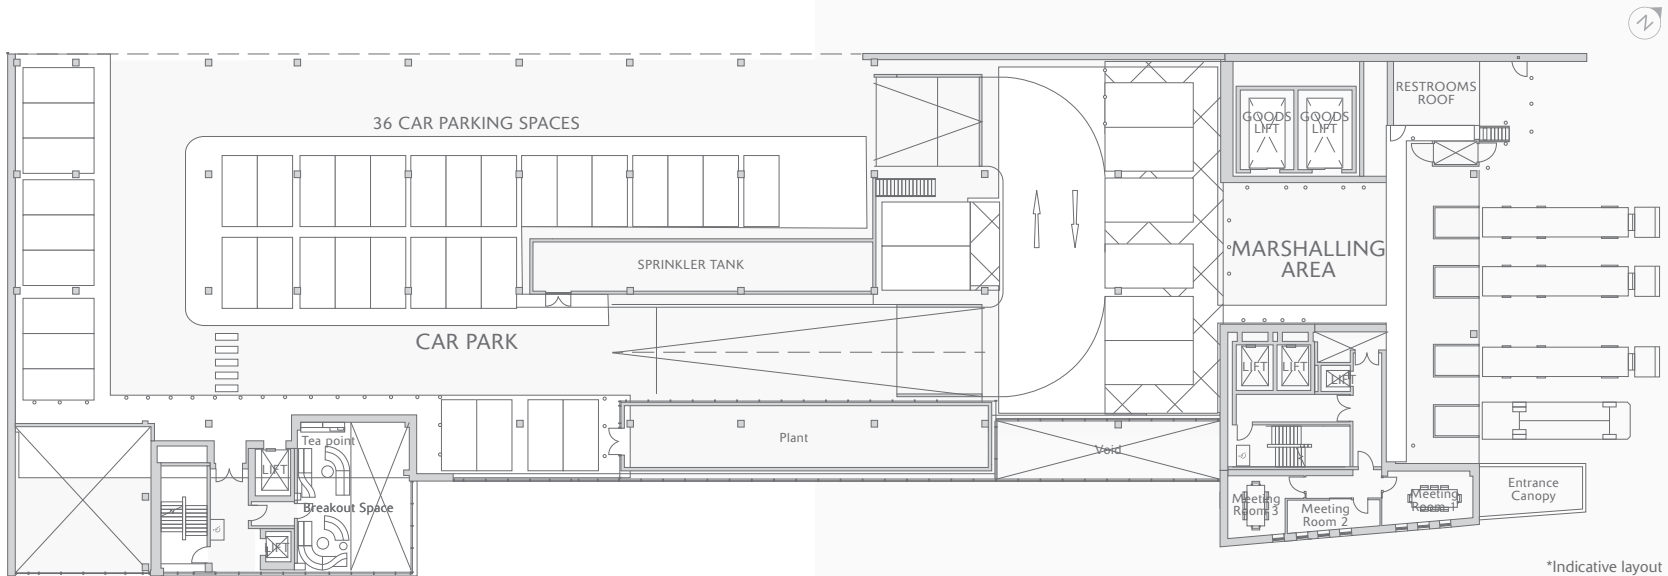 N
36 CAR PARKING SPACES
GOODS
LIFT
GOODS
LIFT
RESTROOMS
ROOF
SPRINKLER TANK
MARSHALLING
AREA
CAR PARK
LIFT
LIFT
LIFT
Tea point
LIFT
Breakout Space
LIFT
Plant
Void
Meeting
Room 3
Meeting
Room 2
Meeting
Room 1
Entrance
Canopy
*Indicative layout